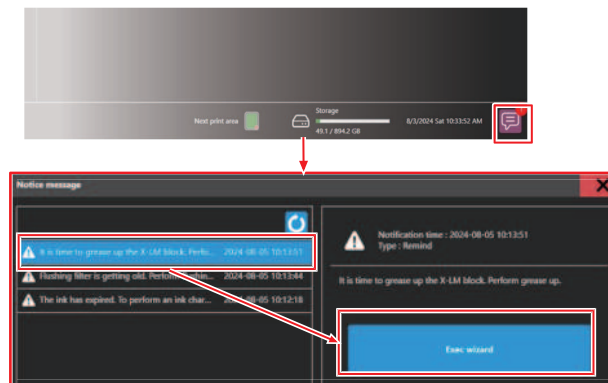 Storage
Next print area
49.1 / 894.2 GB
8/3/2024 Sat 10:33:52 AM
Notice message
It is time to grease up the X-LM block. Perfo... 2024-08-05 10:13:51
Flushing filter is getting old. Perform flushin... 2024-08-05 10:13:44
The ink has expired. To perform an ink char... 2024-08-05 10:12:18
Notification time : 2024-08-05 10:13:51
Type : Remind
It is time to grease up the X-LM block. Perform grease up.
Exec wizard